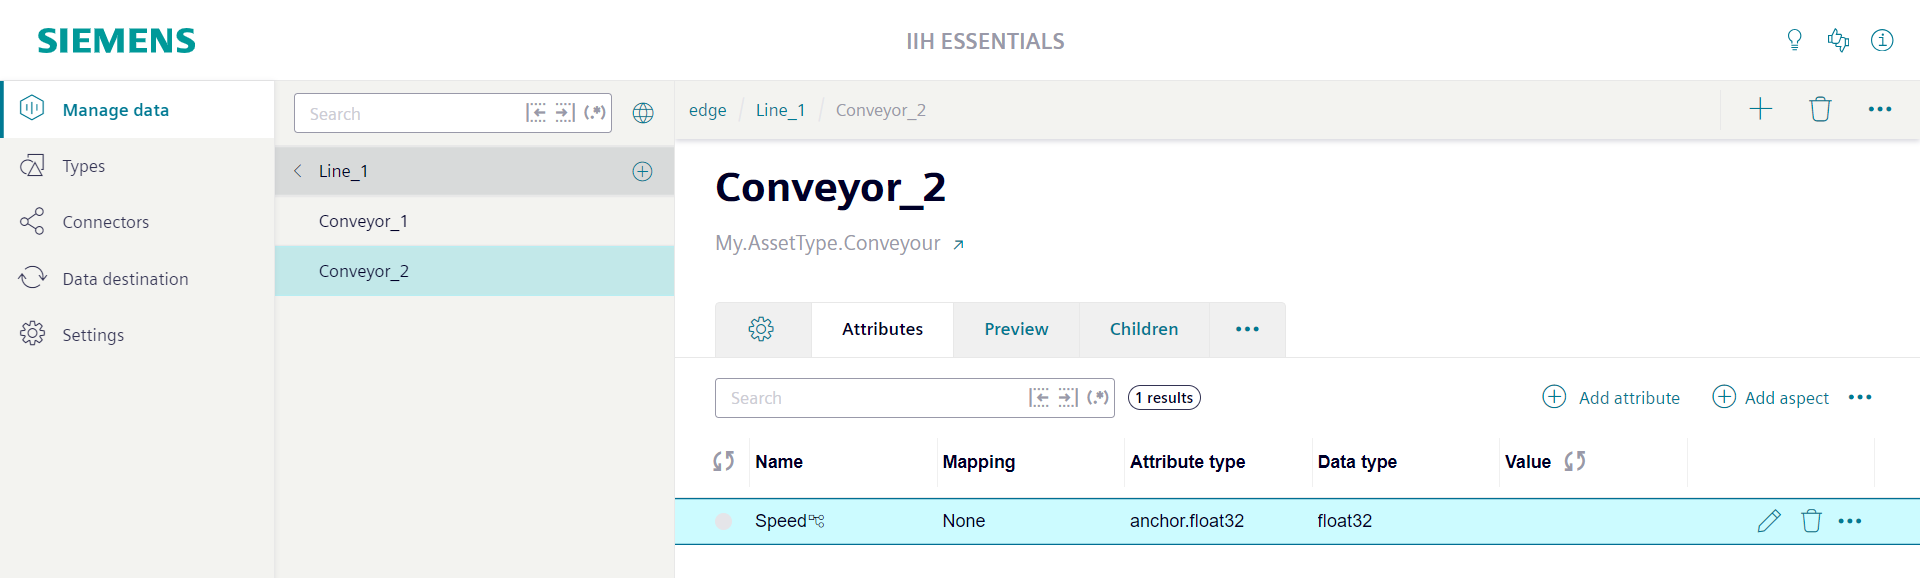 SIEMENS
IIH ESSENTIALS
Manage data
Types
Connectors
Data destination
Settings
Search
(.*)
Line_1
Conveyor_1
Conveyor_2
edge / Line_1 / Conveyor_2
Conveyor_2
My.AssetType.Conveyour
Attributes Preview Children
Search (.*) 1 results Add attribute Add aspect
Name Mapping Attribute type Data type Value
Speed None anchor.float32 float32